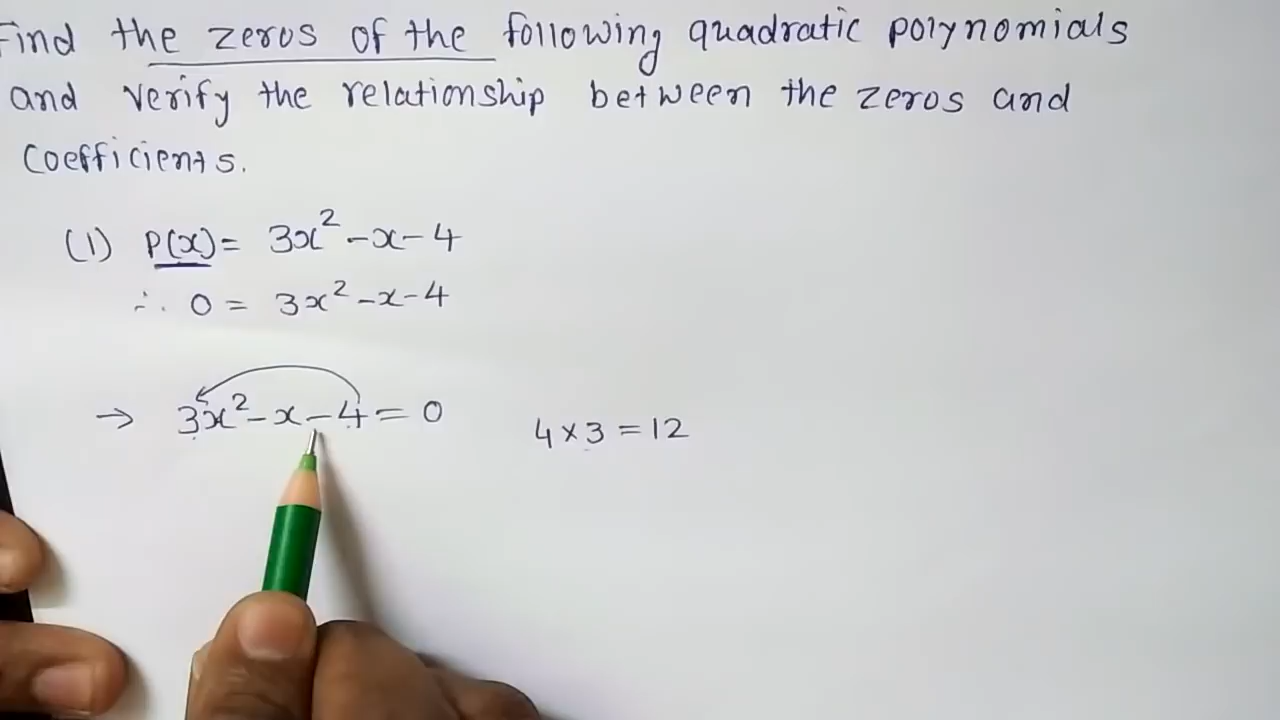 Find the zeros of the following quadratic polynomials
and verify the relationship between the zeros and
Coefficients.
(1) P(x) = 3x² - x - 4
∴ 0 = 3x² - x - 4
→ 3x² - x - 4 = 0 4 × 3 = 12